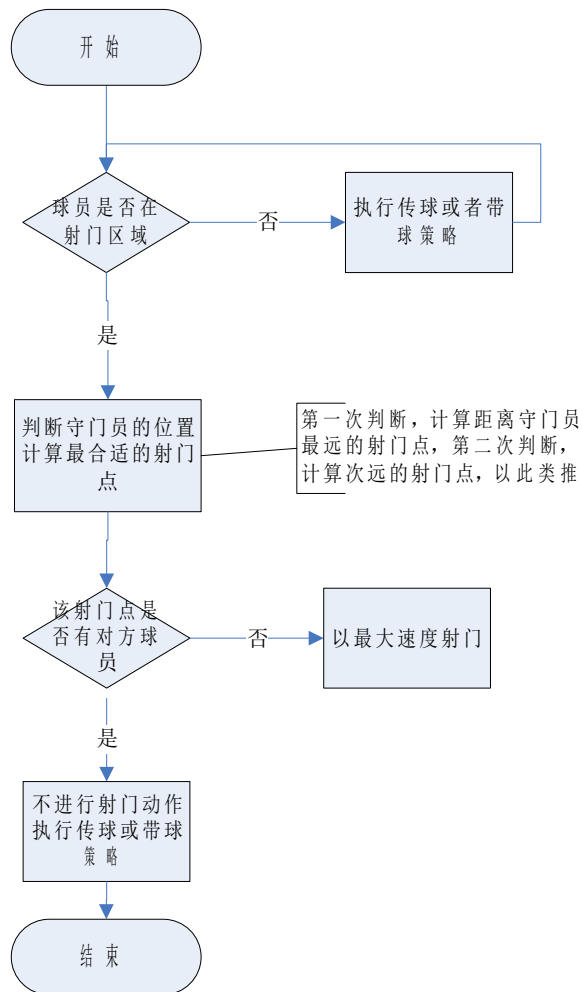 开 始
球员是否在
射门区域
否
执行传球或者带
球策略
是
判断守门员的位置
计算最合适的射门
点
第一次判断，计算距离守门员
最远的射门点，第二次判断，
计算次远的射门点，以此类推
该射门点是
否有对方球
员
否
以最大速度射门
是
不进行射门动作
执行传球或带球
策略
结 束